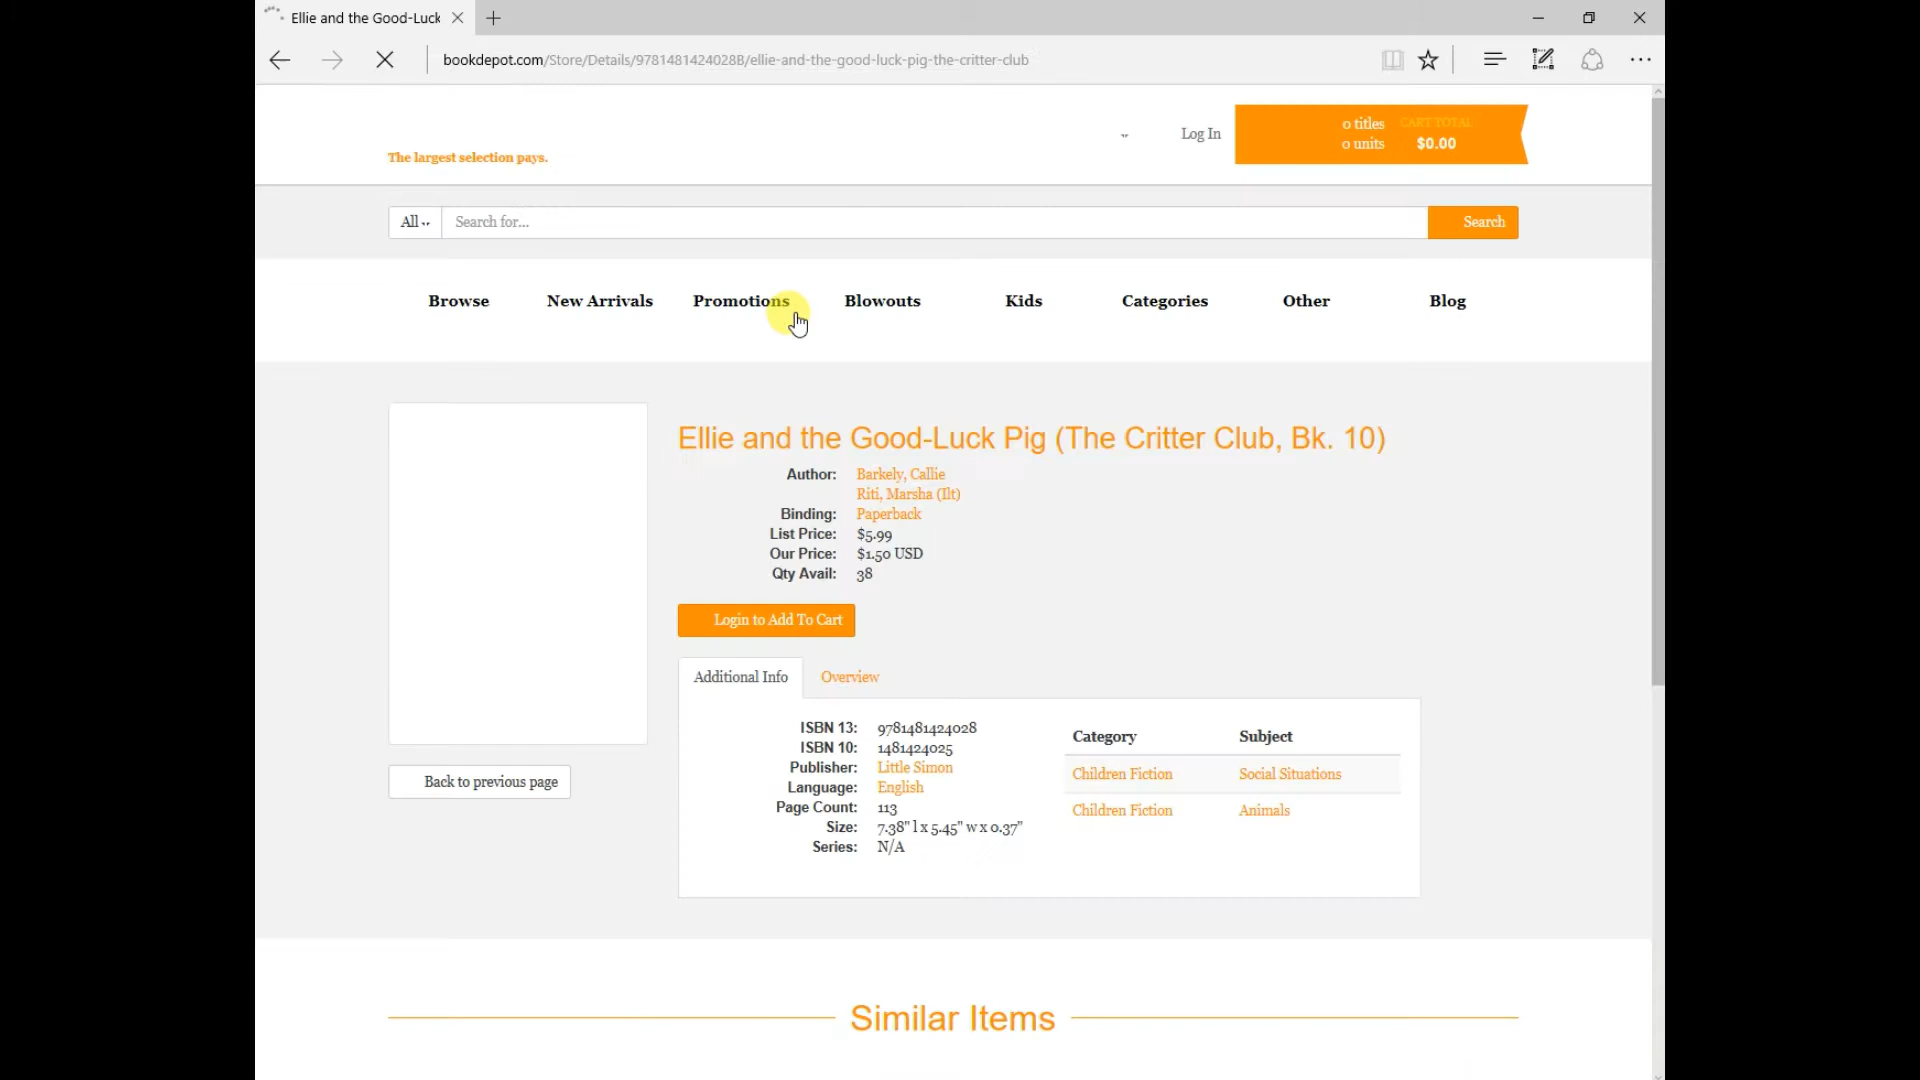 Ellie and the Good-Luck
bookdepot.com/Store/Details/9781481424028B/ellie-and-the-good-luck-pig-the-critter-club
The largest selection pays.
Log In
0 titles CART TOTAL
0 units $0.00
All Search for... Search
Browse New Arrivals Promotions Blowouts Kids Categories Other Blog
Ellie and the Good-Luck Pig (The Critter Club, Bk. 10)
Author: Barkely, Callie
Riti, Marsha (Ilt)
Binding: Paperback
List Price: $5.99
Our Price: $1.50 USD
Qty Avail: 38
Login to Add To Cart
Additional Info Overview
ISBN 13: 9781481424028
ISBN 10: 1481424025
Publisher: Little Simon
Language: English
Page Count: 113
Size: 7.38" l x 5.45" w x 0.37"
Series: N/A
Category Subject
Children Fiction Social Situations
Children Fiction Animals
Back to previous page
Similar Items